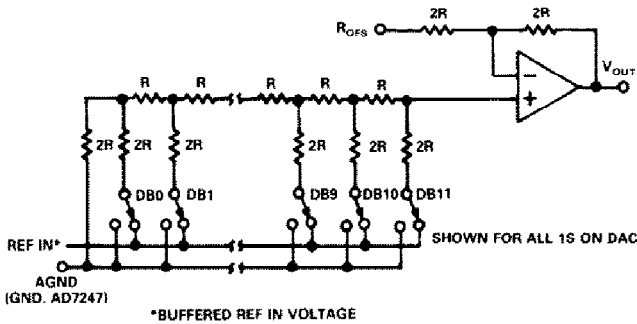 2R 2R
ROFS
VOUT
−
+
R R R R R
2R 2R 2R 2R 2R 2R
DB0 DB1 DB9 DB10 DB11
SHOWN FOR ALL 1S ON DAC
REF IN*
AGND
(GND. AD7247)
*BUFFERED REF IN VOLTAGE